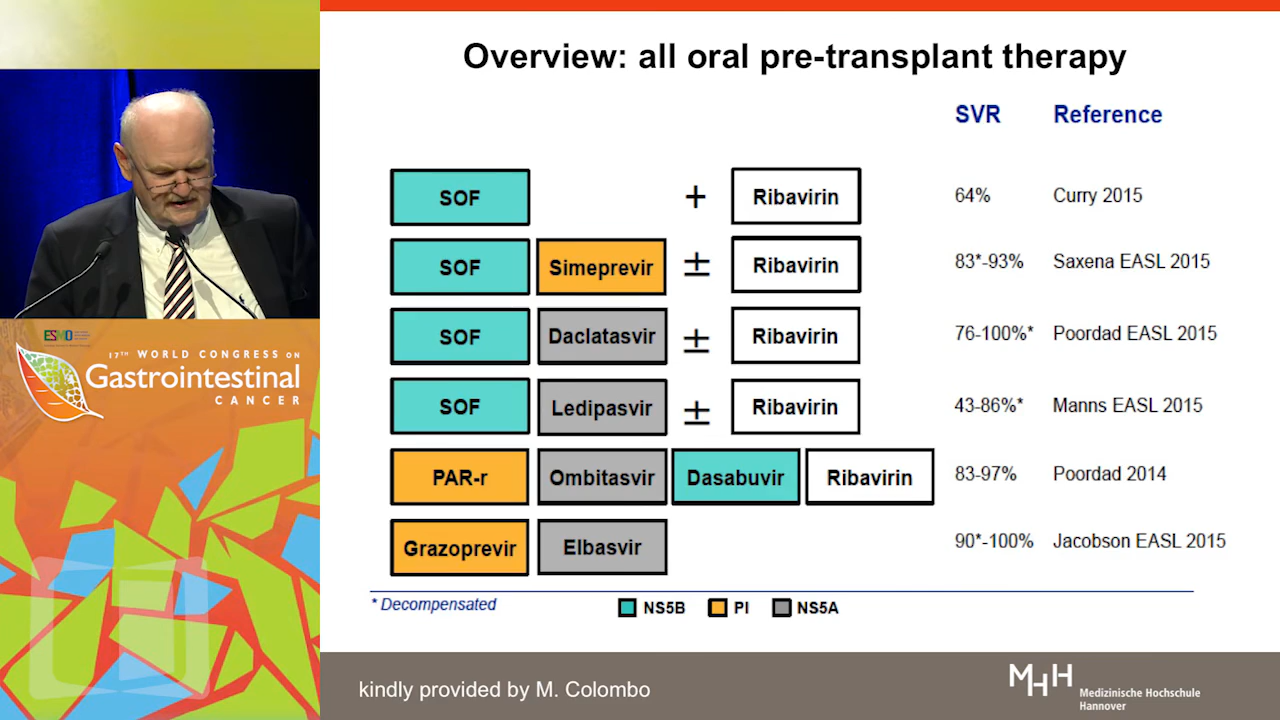 Overview: all oral pre-transplant therapy
SVR Reference
SOF + Ribavirin 64% Curry 2015
SOF Simeprevir ± Ribavirin 83*-93% Saxena EASL 2015
SOF Daclatasvir ± Ribavirin 76-100%* Poordad EASL 2015
SOF Ledipasvir ± Ribavirin 43-86%* Manns EASL 2015
PAR-r Ombitasvir Dasabuvir Ribavirin 83-97% Poordad 2014
Grazoprevir Elbasvir 90*-100% Jacobson EASL 2015
* Decompensated
NS5B PI NS5A
kindly provided by M. Colombo
MHH Medizinische Hochschule
Hannover
ESMO
17TH WORLD CONGRESS ON
Gastrointestinal
CANCER